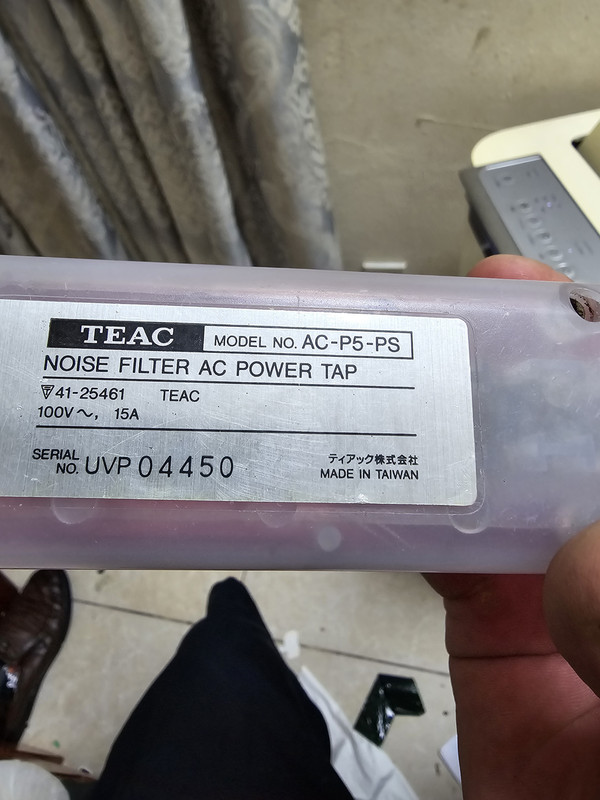 TEAC MODEL NO. AC-P5-PS
NOISE FILTER AC POWER TAP
41-25461 TEAC
100V～, 15A
SERIAL NO. UVP 04450
ティアック株式会社
MADE IN TAIWAN